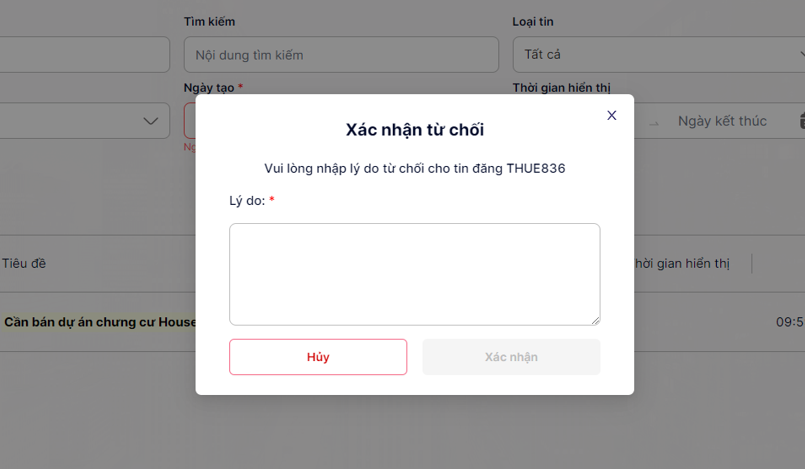 Tìm kiếm
Loại tin
Nội dung tìm kiếm
Tất cả
Ngày tạo *
Thời gian hiển thị
Ngày kết thúc
Xác nhận từ chối
Vui lòng nhập lý do từ chối cho tin đăng THUE836
Lý do: *
Tiêu đề
hời gian hiển thị
Cần bán dự án chưng cư House
09:5
Hủy
Xác nhận